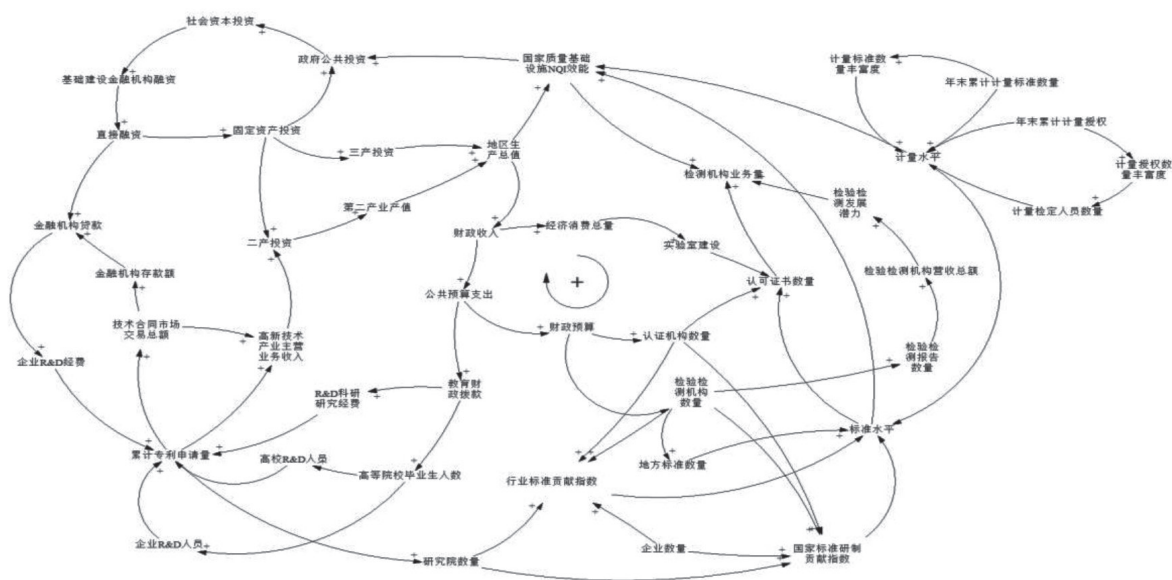 社会资本投资
政府公共投资
国家质量基础
设施NQI效能
计量标准数
量丰富度
年末累计计量标准数量
基础建设金融机构融资
直接融资
固定资产投资
三产投资
地区生
产总值
年末累计计量授权
计量水平
计量授权数
量丰富度
检测机构业务量
检验检
测发展
潜力
计量检定人员数量
第二产业产值
金融机构贷款
二产投资
财政收入
经济消费总量
实验室建设
金融机构存款额
认可证书数量
检验检测机构营收总额
公共预算支出
技术合同市场
交易总额
高新技术
产业主营
业务收入
财政预算
认证机构数量
企业R&D经费
检验检
测报告
数量
R&D科研
研究经费
教育财
政拨款
检验检
测机构
数量
标准水平
累计专利申请量
高校R&D人员
高等院校毕业生人数
地方标准数量
行业标准贡献指数
企业R&D人员
研究院数量
企业数量
国家标准研制
贡献指数